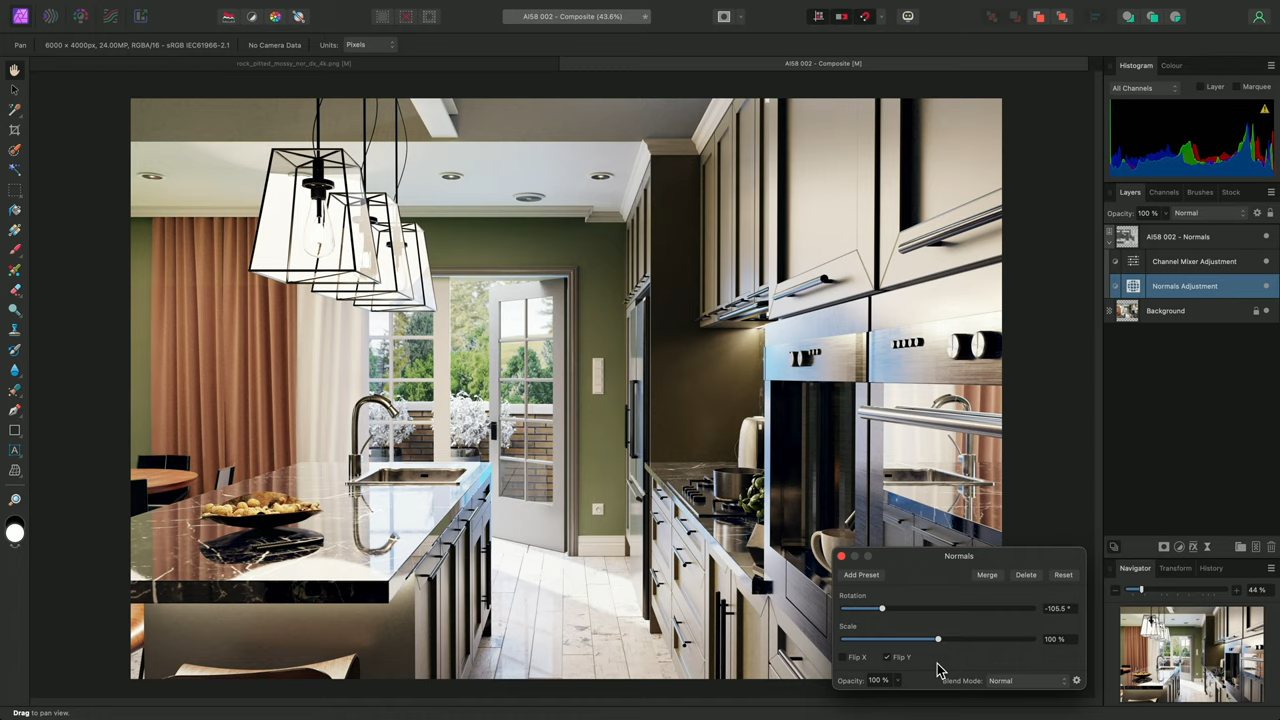 AI58 002 - Composite (43.6%)
Pan
6000 × 4000px, 24.00MP, RGBA/16 - sRGB IEC61966-2.1
No Camera Data
Units:
Pixels
rock_pitted_mossy_nor_dx_4k.png [M]
AI58 002 - Composite [M]
Histogram
Colour
All Channels
Layer
Marquee
Layers
Channels
Brushes
Stock
Opacity:
100 %
Normal
AI58 002 - Normals
Channel Mixer Adjustment
Normals Adjustment
Background
Normals
Add Preset
Merge
Delete
Reset
Rotation
-105.5 °
Scale
100 %
Flip X
Flip Y
Opacity:
100 %
Blend Mode:
Normal
Navigator
Transform
History
44 %
Drag to pan view.